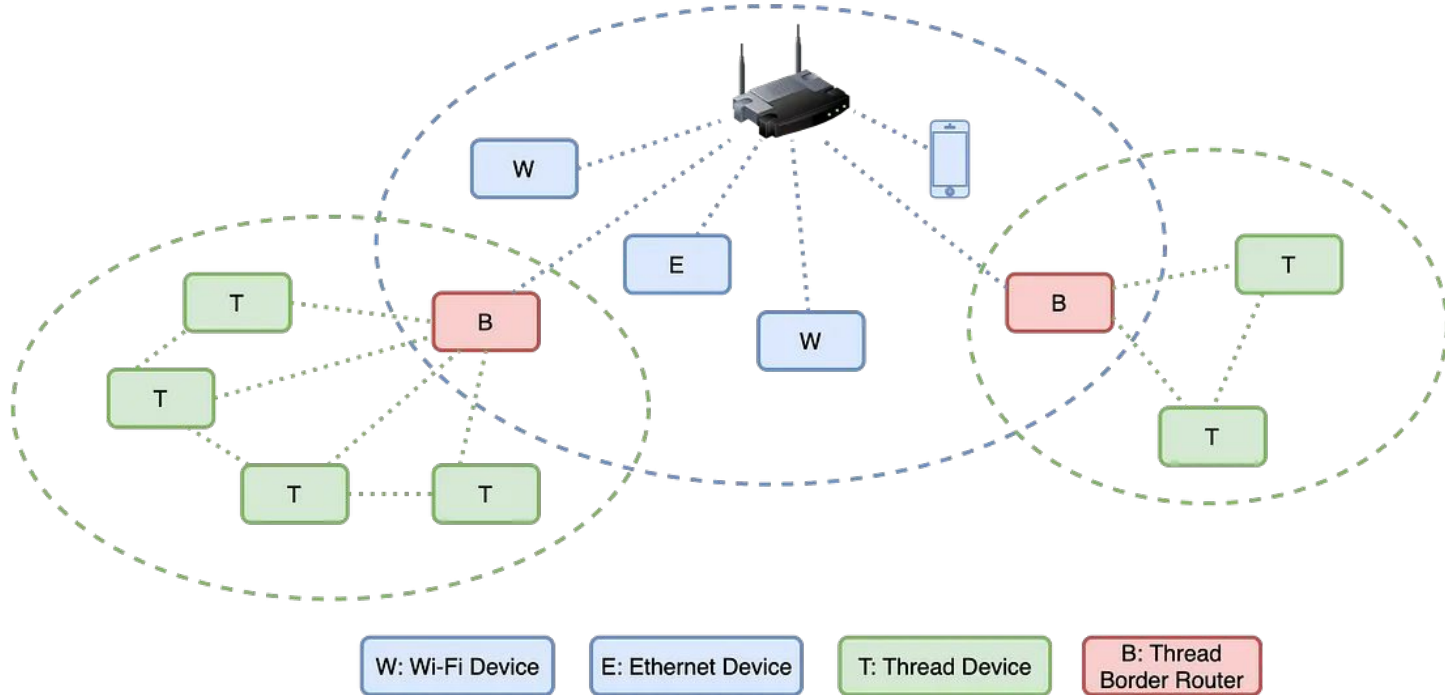 W
E
T
B
T
B
W
T
T
T
T
W: Wi-Fi Device
E: Ethernet Device
T: Thread Device
B: Thread
Border Router